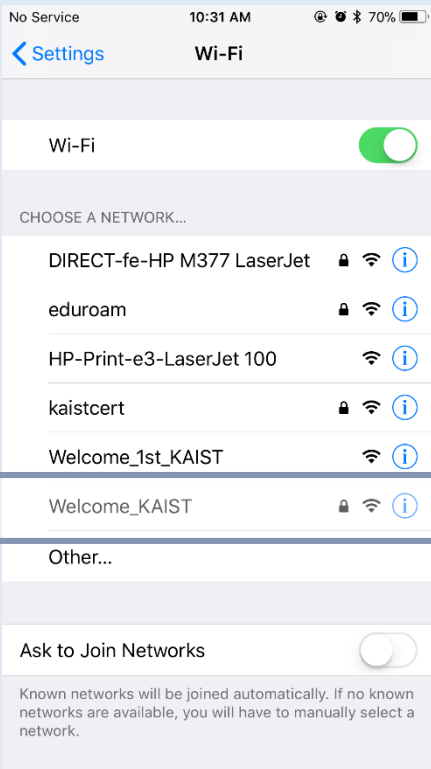 No Service 10:31 AM 70%
Settings Wi-Fi
Wi-Fi
CHOOSE A NETWORK...
DIRECT-fe-HP M377 LaserJet
eduroam
HP-Print-e3-LaserJet 100
kaistcert
Welcome_1st_KAIST
Welcome_KAIST
Other...
Ask to Join Networks
Known networks will be joined automatically. If no known
networks are available, you will have to manually select a
network.